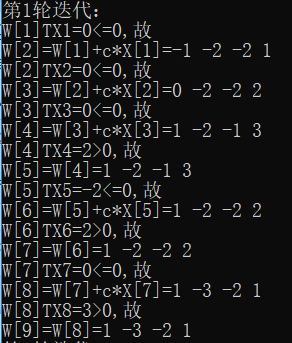 第1轮迭代:
W[1]TX1=0<=0,故
W[2]=W[1]+c*X[1]=-1 -2 -2 1
W[2]TX2=0<=0,故
W[3]=W[2]+c*X[2]=0 -2 -2 2
W[3]TX3=0<=0,故
W[4]=W[3]+c*X[3]=1 -2 -1 3
W[4]TX4=2>0,故
W[5]=W[4]=1 -2 -1 3
W[5]TX5=-2<=0,故
W[6]=W[5]+c*X[5]=1 -2 -2 2
W[6]TX6=2>0,故
W[7]=W[6]=1 -2 -2 2
W[7]TX7=0<=0,故
W[8]=W[7]+c*X[7]=1 -3 -2 1
W[8]TX8=3>0,故
W[9]=W[8]=1 -3 -2 1